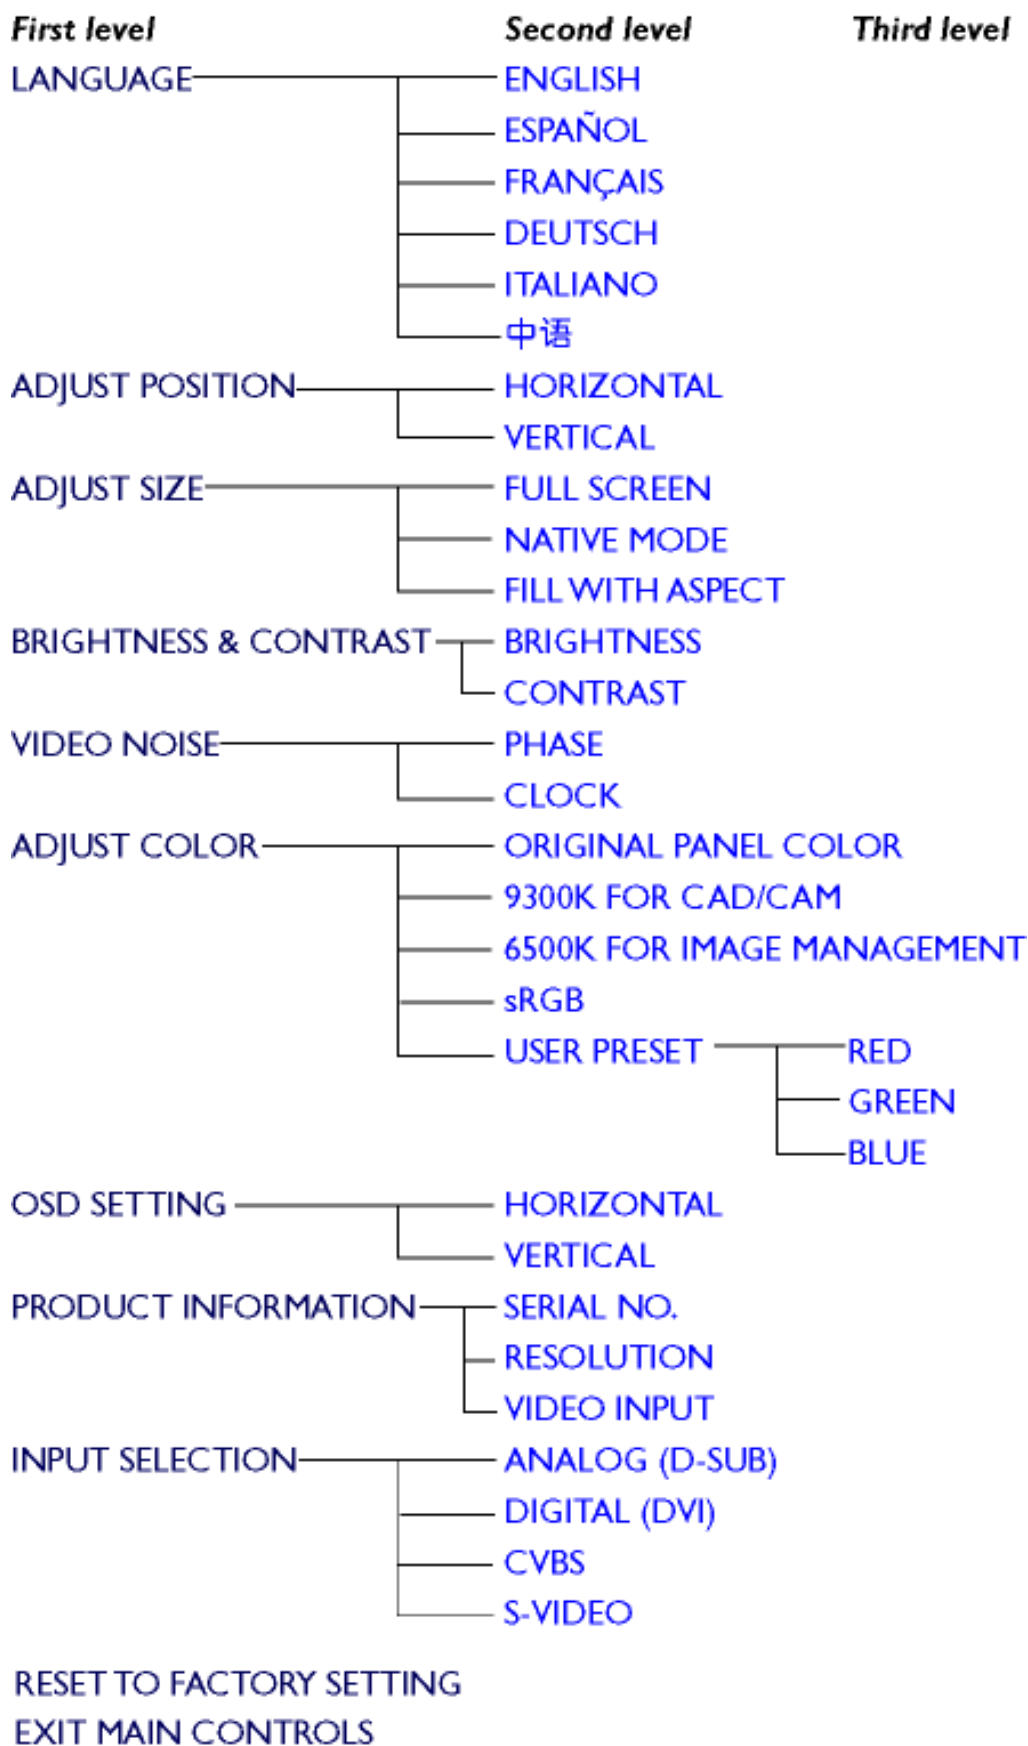 First level Second level Third level
LANGUAGE ENGLISH
ESPAÑOL
FRANÇAIS
DEUTSCH
ITALIANO
中语
ADJUST POSITION HORIZONTAL
VERTICAL
ADJUST SIZE FULL SCREEN
NATIVE MODE
FILL WITH ASPECT
BRIGHTNESS & CONTRAST BRIGHTNESS
CONTRAST
VIDEO NOISE PHASE
CLOCK
ADJUST COLOR ORIGINAL PANEL COLOR
9300K FOR CAD/CAM
6500K FOR IMAGE MANAGEMENT
sRGB
USER PRESET RED
GREEN
BLUE
OSD SETTING HORIZONTAL
VERTICAL
PRODUCT INFORMATION SERIAL NO.
RESOLUTION
VIDEO INPUT
INPUT SELECTION ANALOG (D-SUB)
DIGITAL (DVI)
CVBS
S-VIDEO
RESET TO FACTORY SETTING
EXIT MAIN CONTROLS